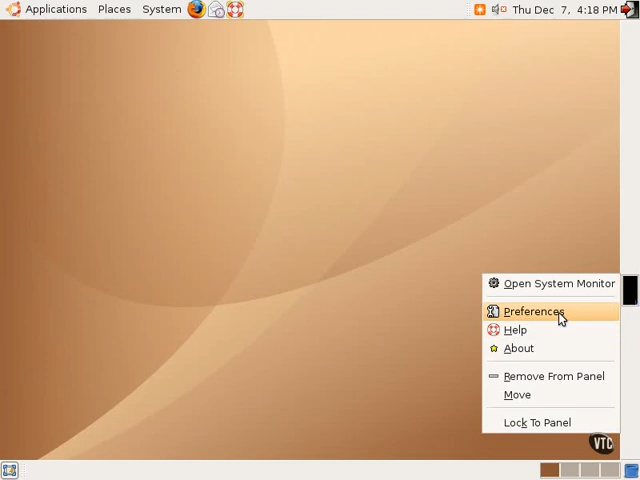 Applications Places System Thu Dec 7, 4:18 PM
Open System Monitor
Preferences
Help
About
Remove From Panel
Move
Lock To Panel
VTC